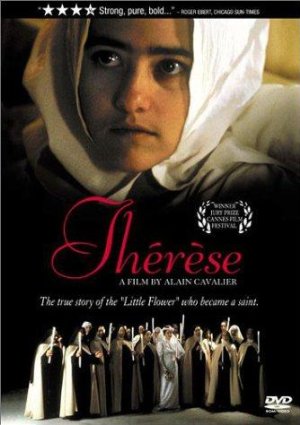 "★★★½ Strong, pure, bold..." - ROGER EBERT, CHICAGO SUN-TIMES
WINNER
JURY PRIZE
CANNES FILM
FESTIVAL
Thérèse
A FILM BY ALAIN CAVALIER
The true story of the "Little Flower" who became a saint.
DVD